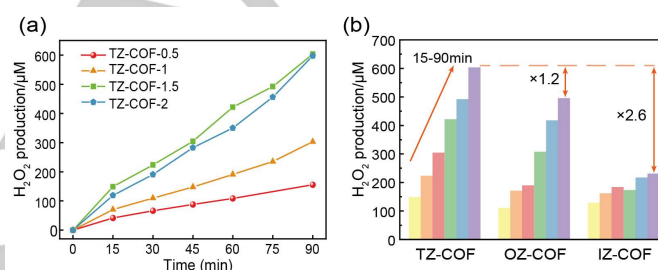 (a)
H₂O₂ production/μM
600
500
400
300
200
100
0
TZ-COF-0.5
TZ-COF-1
TZ-COF-1.5
TZ-COF-2
0 15 30 45 60 75 90
Time (min)
(b)
H₂O₂ production/μM
700
600
500
400
300
200
100
0
15-90min
×1.2
×2.6
TZ-COF OZ-COF IZ-COF